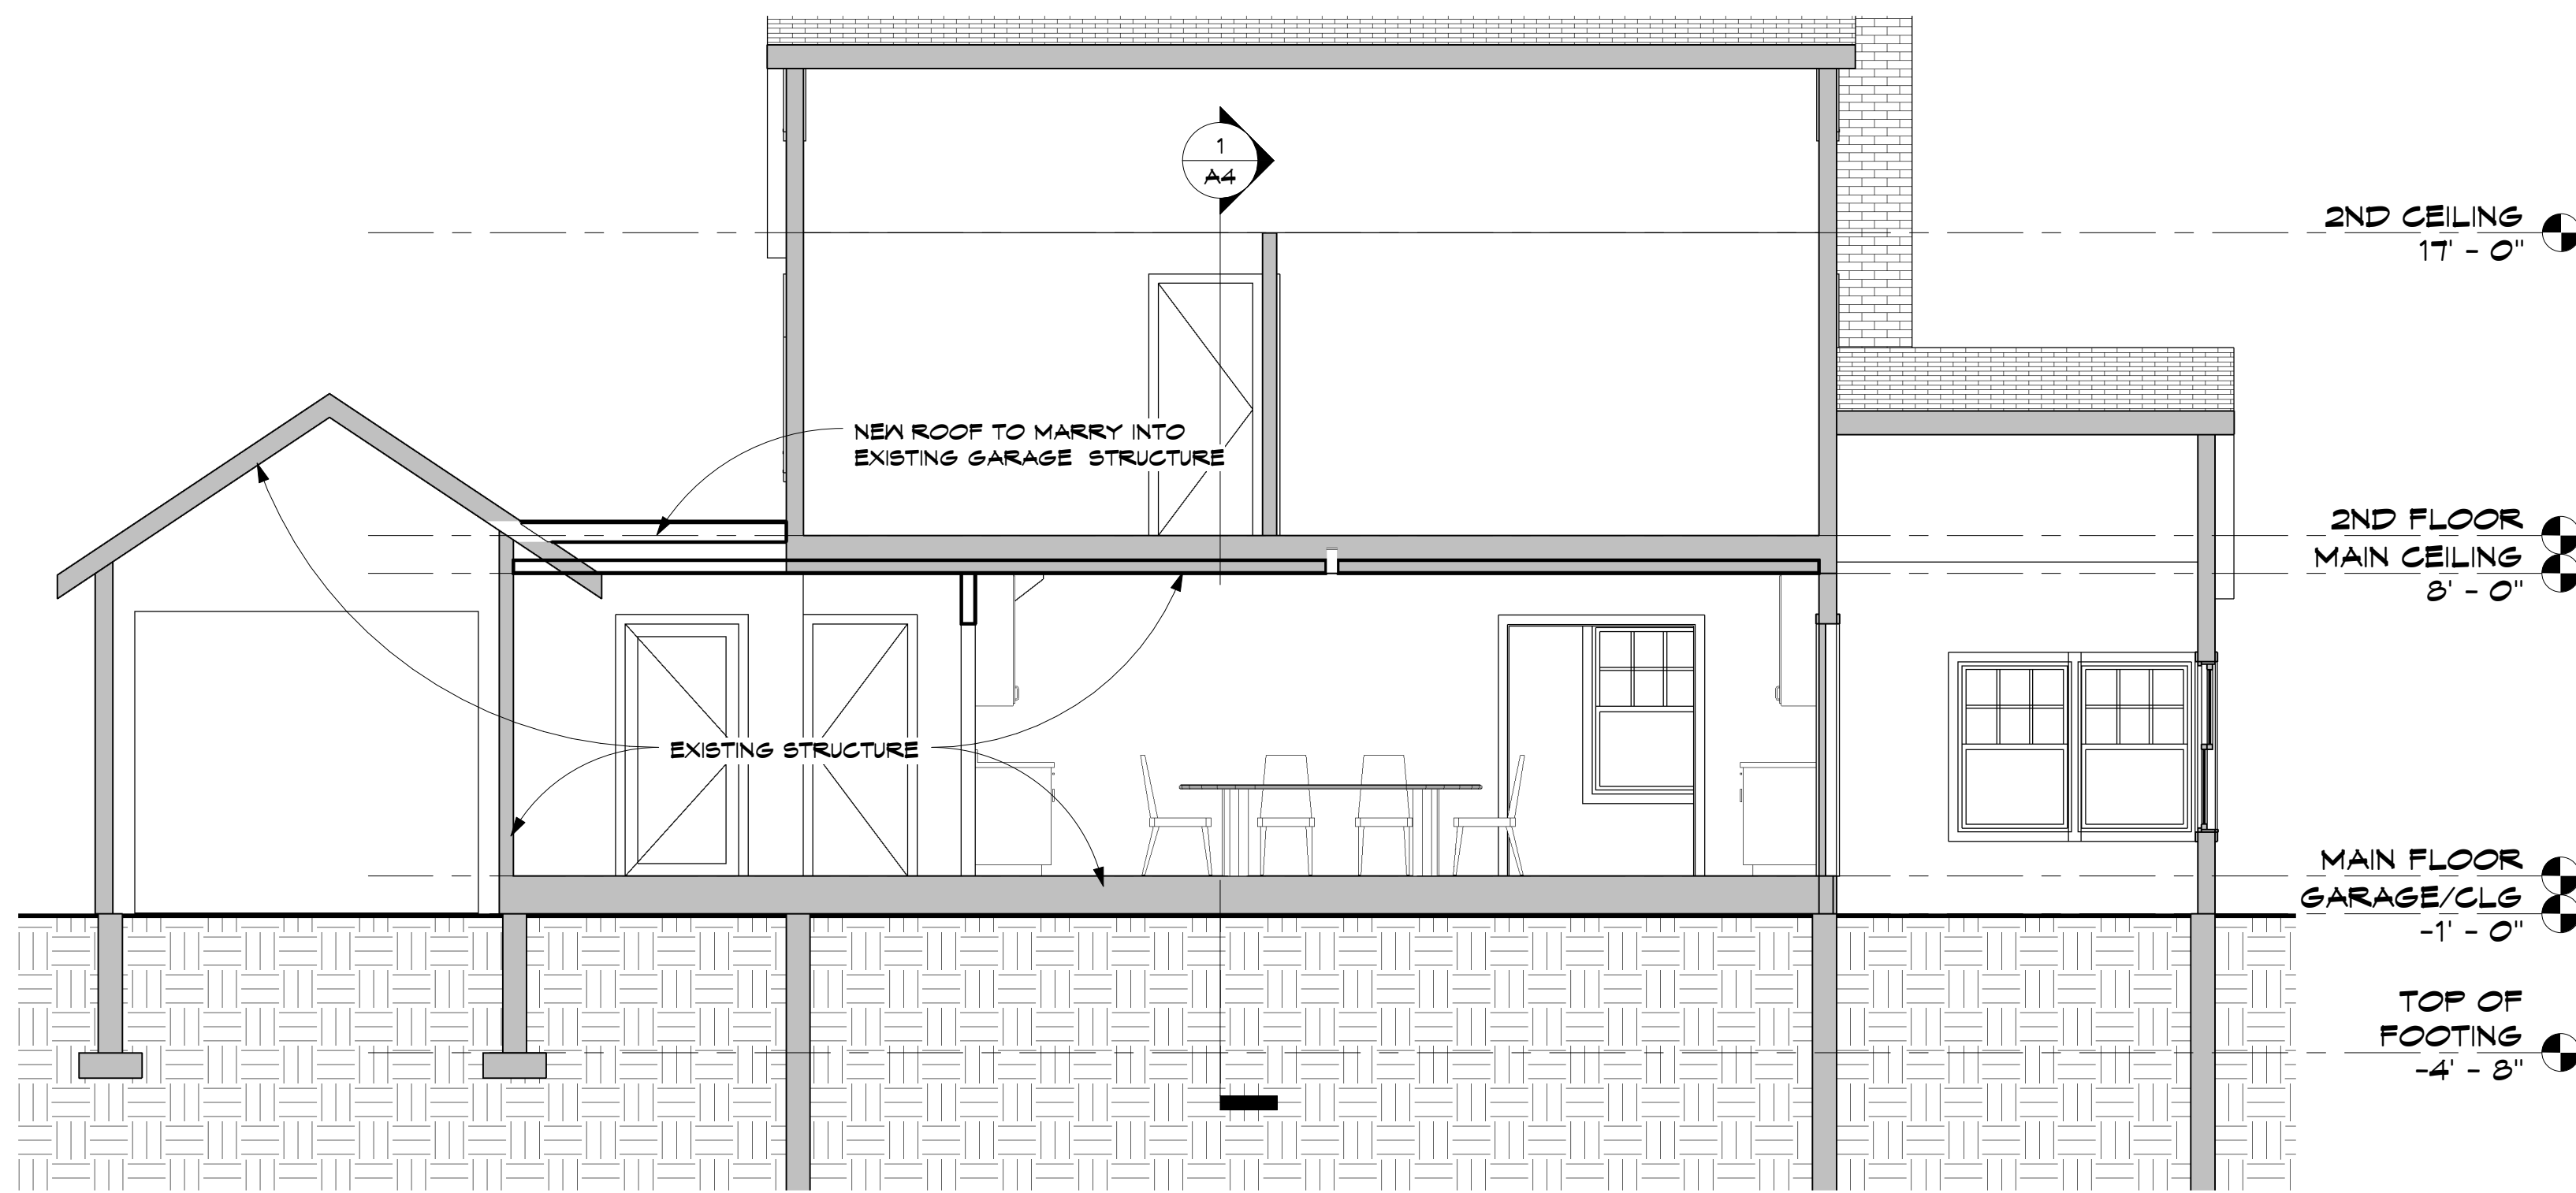 1
A4
2ND CEILING
17' - 0"
NEW ROOF TO MARRY INTO
EXISTING GARAGE STRUCTURE
2ND FLOOR
MAIN CEILING
8' - 0"
EXISTING STRUCTURE
MAIN FLOOR
GARAGE/CLG
-1' - 0"
TOP OF
FOOTING
-4' - 8"